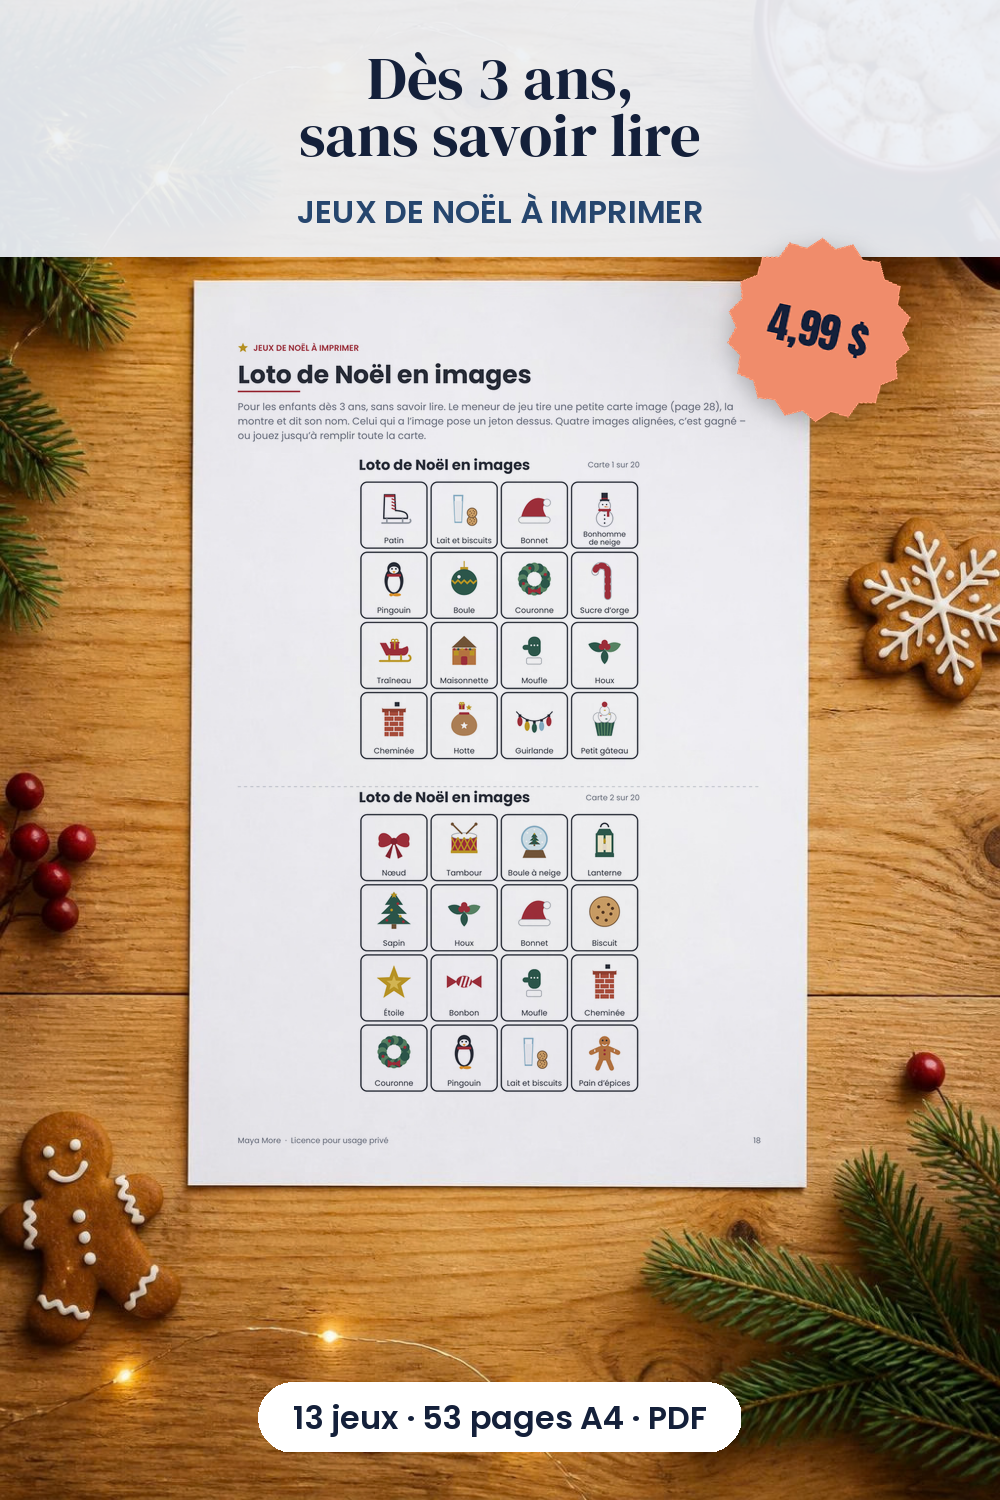 Dès 3 ans,
sans savoir lire
JEUX DE NOËL À IMPRIMER
4,99 $
JEUX DE NOËL À IMPRIMER
Loto de Noël en images
Pour les enfants dès 3 ans, sans savoir lire. Le meneur de jeu tire une petite carte image (page 28), la
montre et dit son nom. Celui qui a l'image pose un jeton dessus. Quatre images alignées, c'est gagné –
ou jouez jusqu'à remplir toute la carte.
Loto de Noël en images Carte 1 sur 20
Patin Lait et biscuits Bonnet Bonhomme
de neige
Pingouin Boule Couronne Sucre d'orge
Traîneau Maisonnette Moufle Houx
Cheminée Hotte Guirlande Petit gâteau
Loto de Noël en images Carte 2 sur 20
Nœud Tambour Boule à neige Lanterne
Sapin Houx Bonnet Biscuit
Étoile Bonbon Moufle Cheminée
Couronne Pingouin Lait et biscuits Pain d'épices
Maya More · Licence pour usage privé 18
13 jeux · 53 pages A4 · PDF